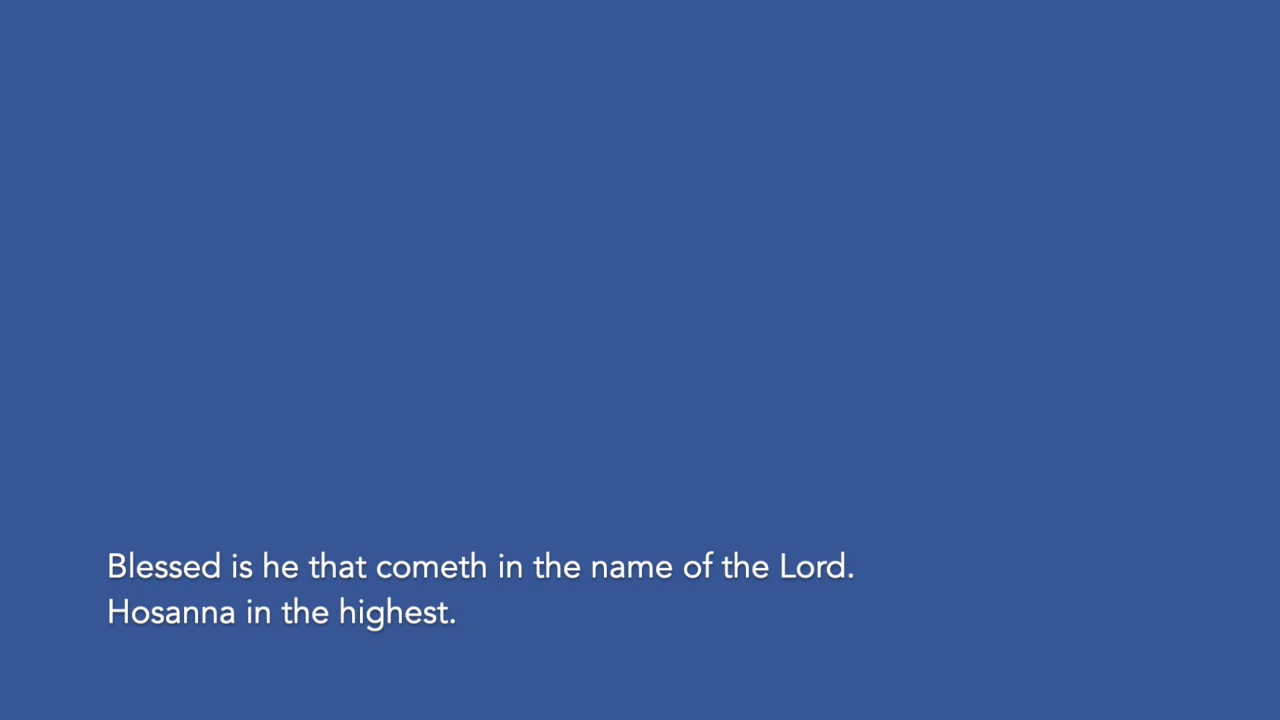 Blessed is he that cometh in the name of the Lord.
Hosanna in the highest.